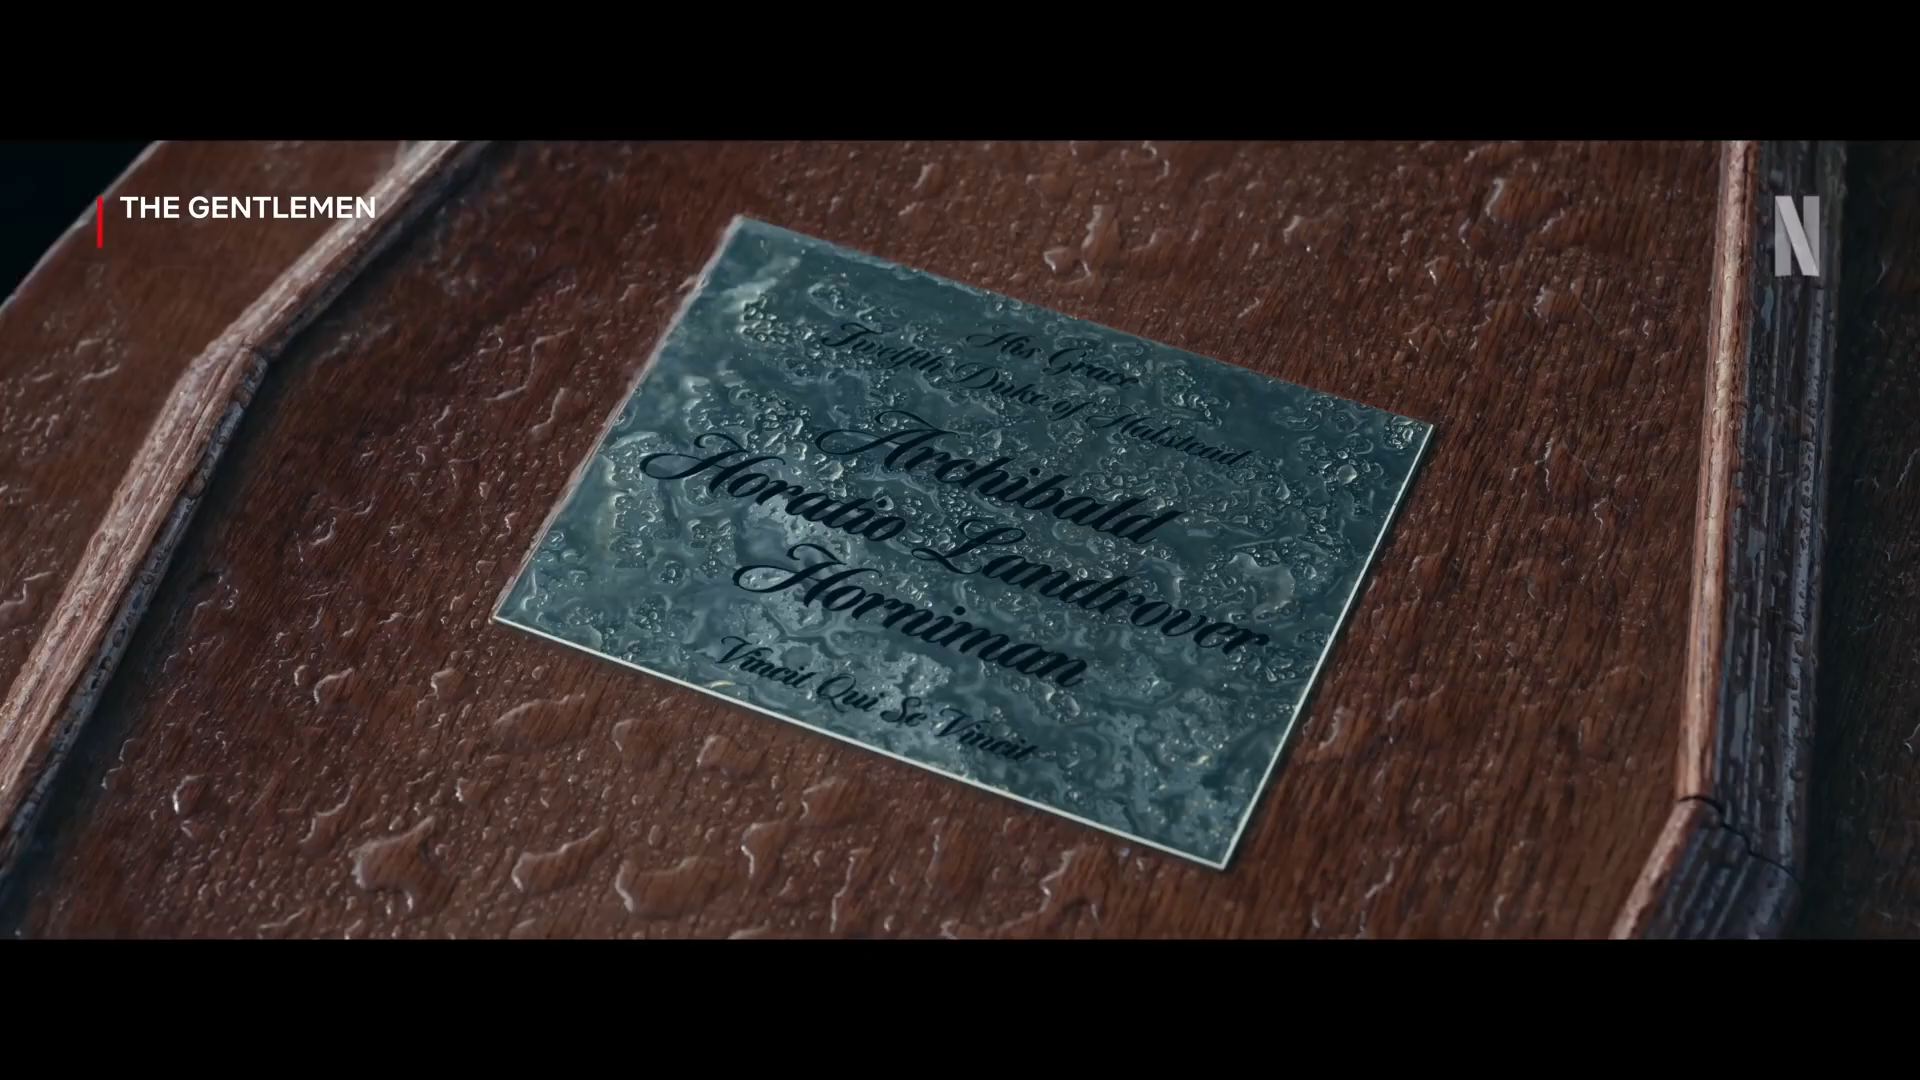 THE GENTLEMEN
N
His Grace
Twelfth Duke of Halstead
Archibald
Horatio Landrover
Horniman
Vincit Qui Se Vincit